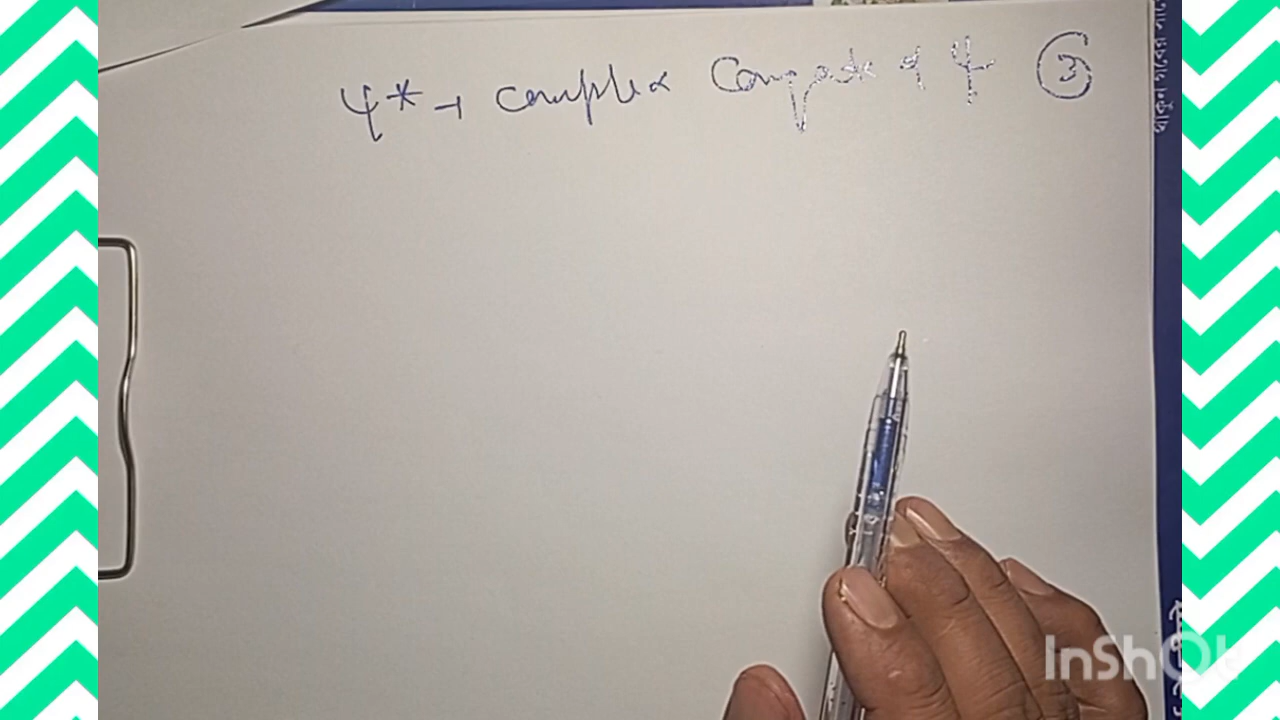 ψ* → complex Conjugate of ψ ③
InShOt